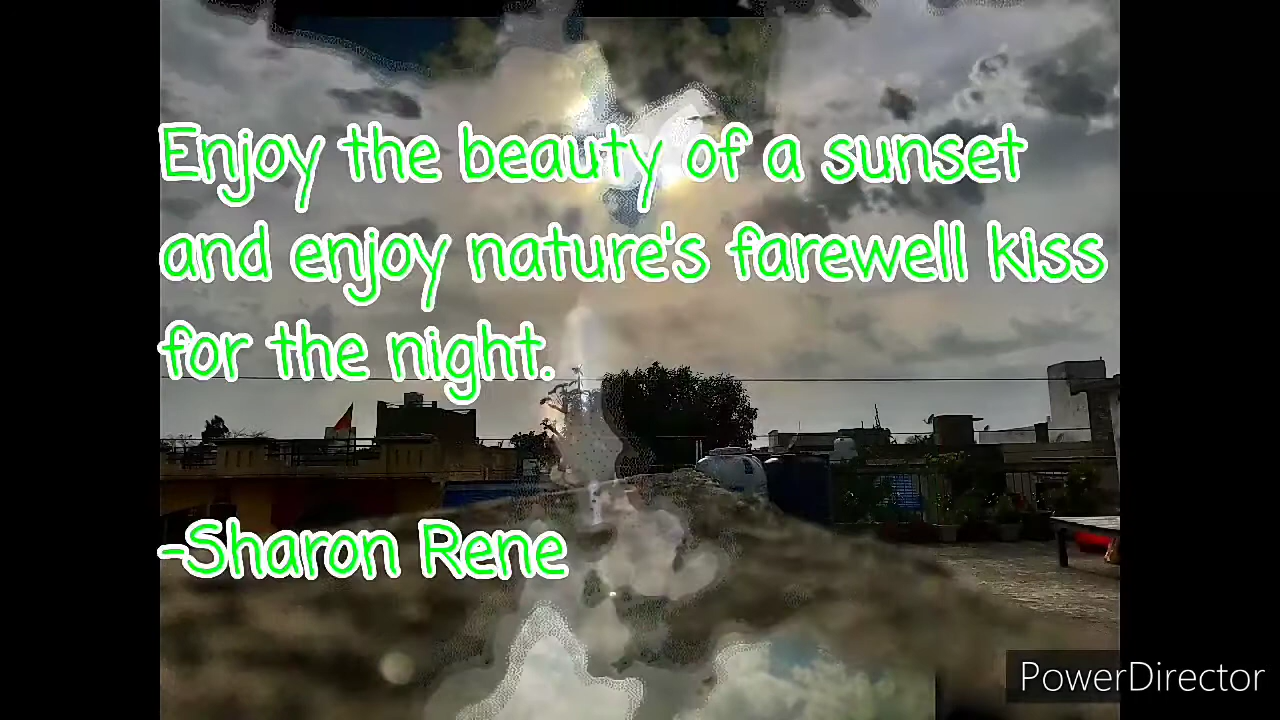 Enjoy the beauty of a sunset
and enjoy nature's farewell kiss
for the night.
-Sharon Rene
PowerDirector